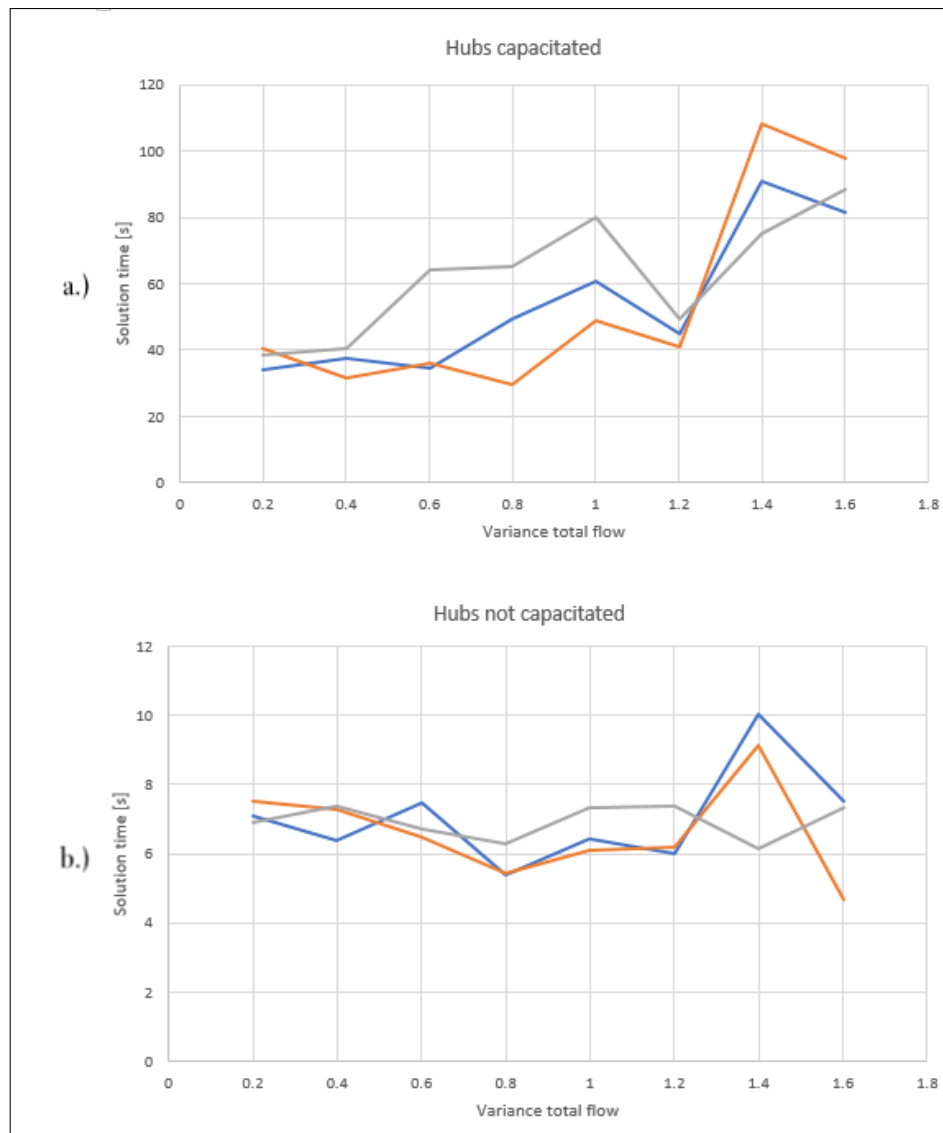 Hubs capacitated
a.)
Solution time [s]
120
100
80
60
40
20
0
0 0.2 0.4 0.6 0.8 1 1.2 1.4 1.6 1.8
Variance total flow
Hubs not capacitated
b.)
Solution time [s]
12
10
8
6
4
2
0
0 0.2 0.4 0.6 0.8 1 1.2 1.4 1.6 1.8
Variance total flow